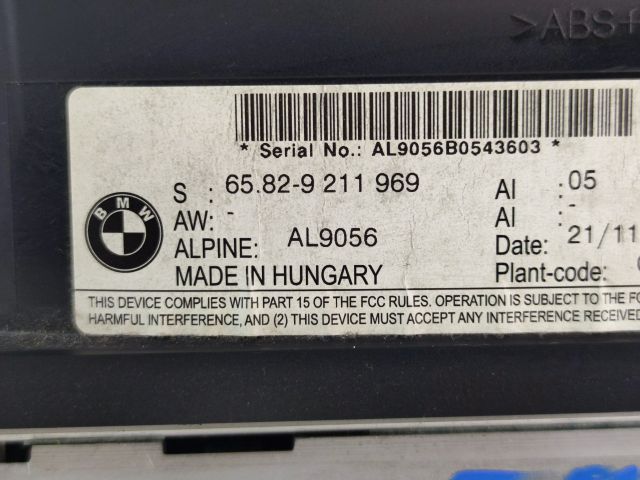 >ABS+
* Serial No.: AL9056B0543603 *
BMW
S : 65.82-9 211 969
AW: -
ALPINE: AL9056
MADE IN HUNGARY
AI : 05
AI : -
Date: 21/11
Plant-code:
THIS DEVICE COMPLIES WITH PART 15 OF THE FCC RULES. OPERATION IS SUBJECT TO THE
HARMFUL INTERFERENCE, AND (2) THIS DEVICE MUST ACCEPT ANY INTERFERENCE RECEIVED